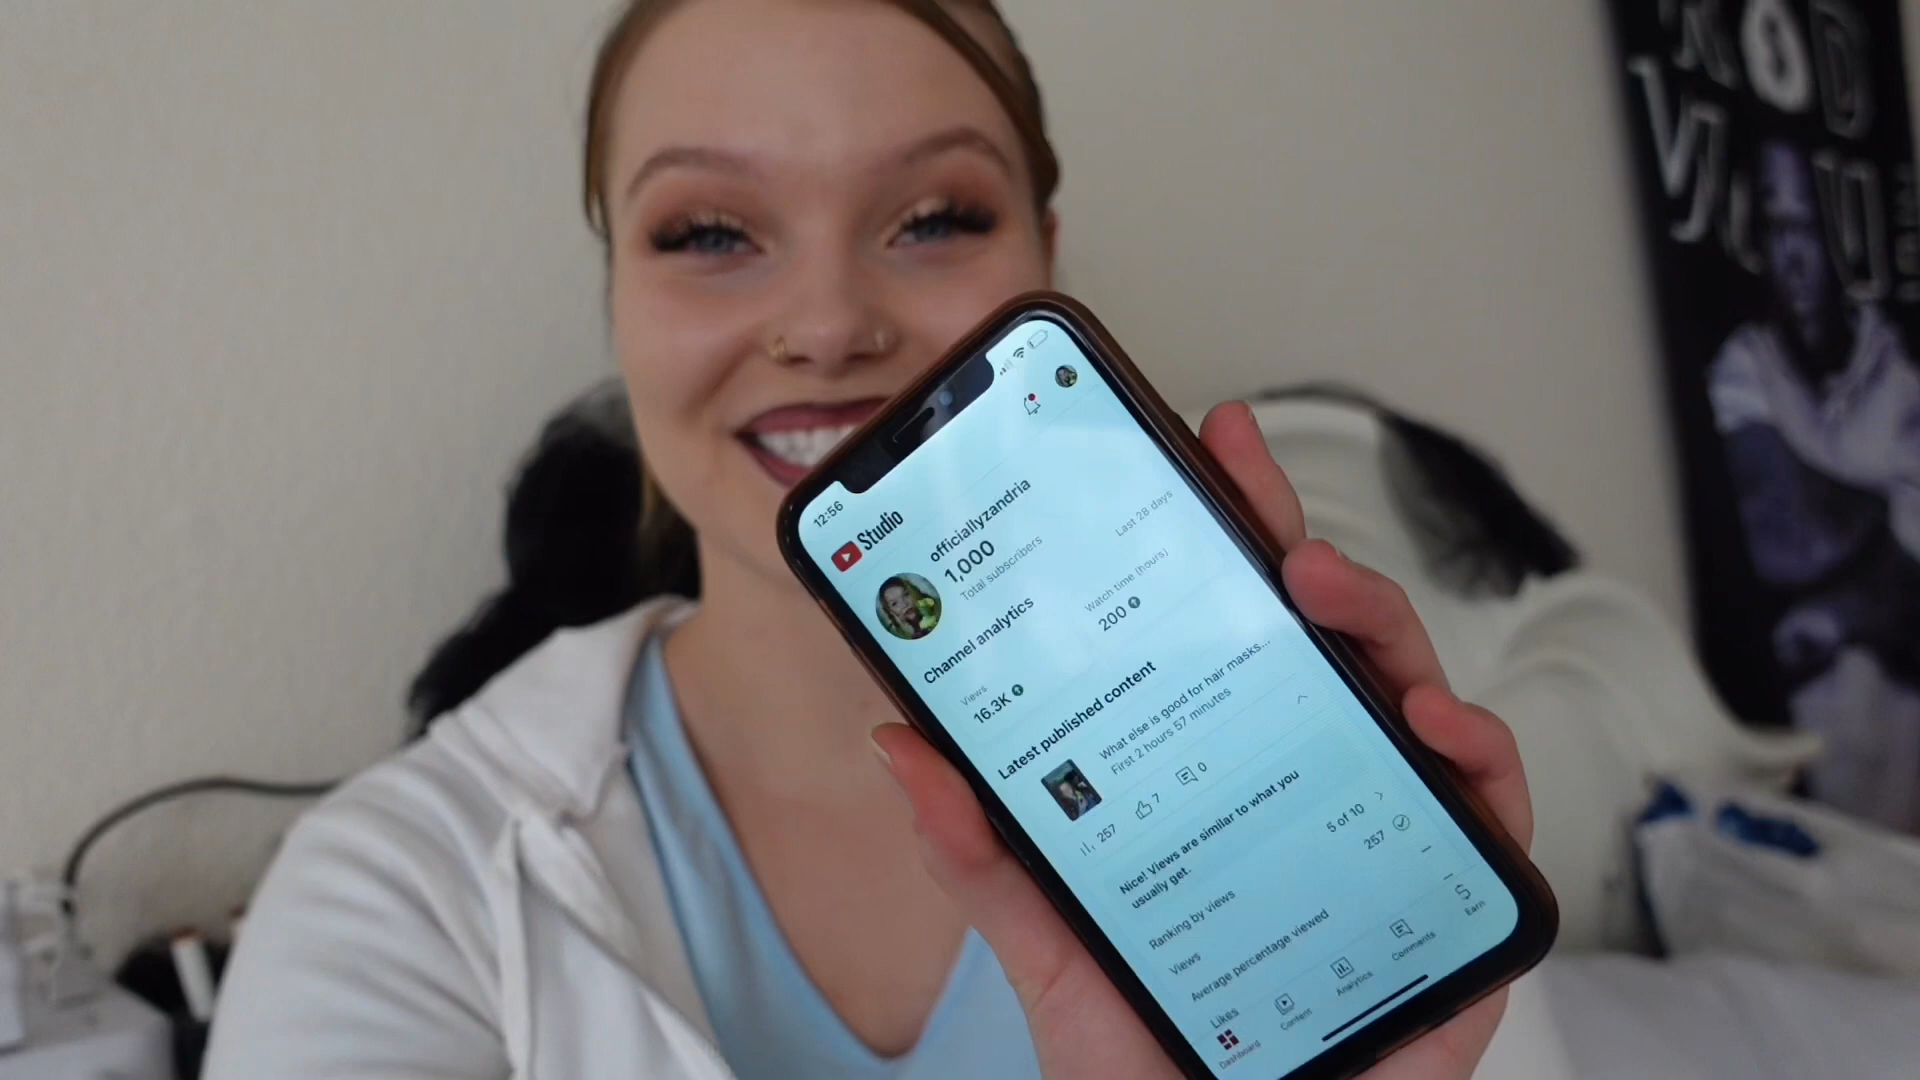 12:56
Studio
officiallyzandria
1,000
Total subscribers
Channel analytics
Last 28 days
Views
16.3K
Watch time (hours)
200
Latest published content
What else is good for hair masks...
First 2 hours 57 minutes
257
7
0
Nice! Views are similar to what you
usually get.
Ranking by views
5 of 10
Views
257
Average percentage viewed
—
Likes
—
Dashboard
Content
Analytics
Comments
Earn